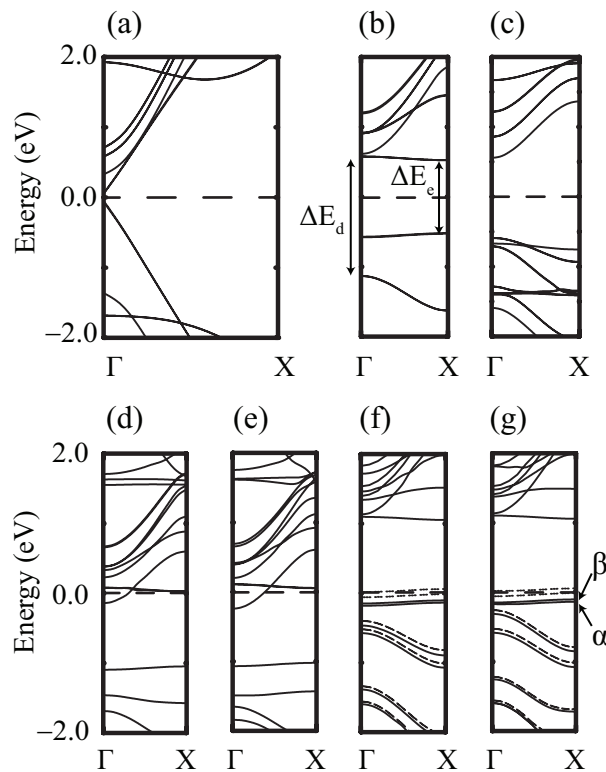 (a) (b) (c)
2.0
Energy (eV)
0.0
−2.0
ΔE_d
ΔE_e
Γ X Γ X Γ X
(d) (e) (f) (g)
2.0
Energy (eV)
0.0
−2.0
β
α
Γ X Γ X Γ X Γ X